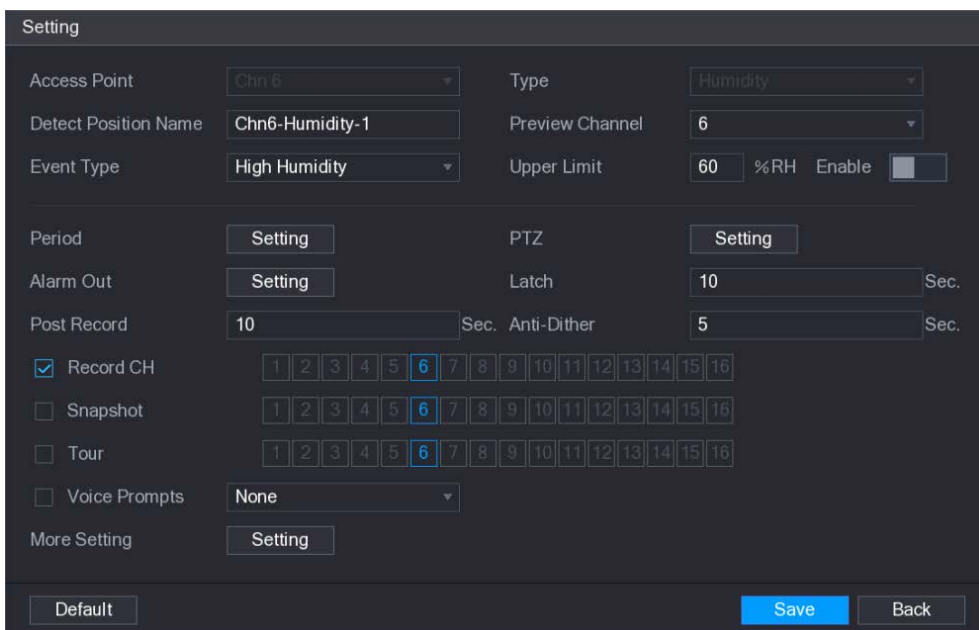 Setting
Access Point Chn 6 Type Humidity
Detect Position Name Chn6-Humidity-1 Preview Channel 6
Event Type High Humidity Upper Limit 60 %RH Enable
Period Setting PTZ Setting
Alarm Out Setting Latch 10 Sec.
Post Record 10 Sec. Anti-Dither 5 Sec.
Record CH 1 2 3 4 5 6 7 8 9 10 11 12 13 14 15 16
Snapshot 1 2 3 4 5 6 7 8 9 10 11 12 13 14 15 16
Tour 1 2 3 4 5 6 7 8 9 10 11 12 13 14 15 16
Voice Prompts None
More Setting Setting
Default Save Back